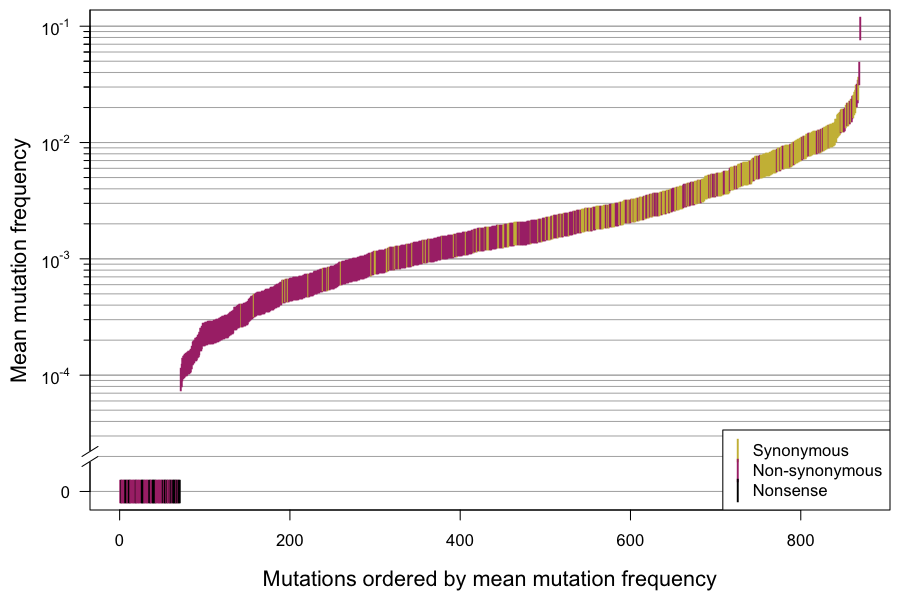 Mean mutation frequency
10-1
10-2
10-3
10-4
0
0
200
400
600
800
Mutations ordered by mean mutation frequency
Synonymous
Non-synonymous
Nonsense